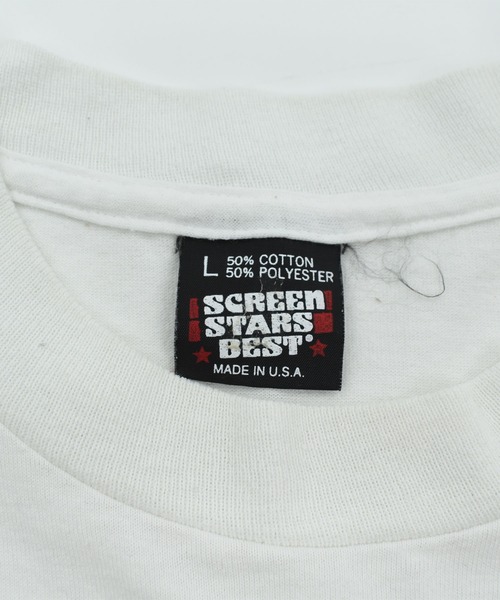 L 50% COTTON
50% POLYESTER
SCREEN
STARS
BEST®
MADE IN U.S.A.